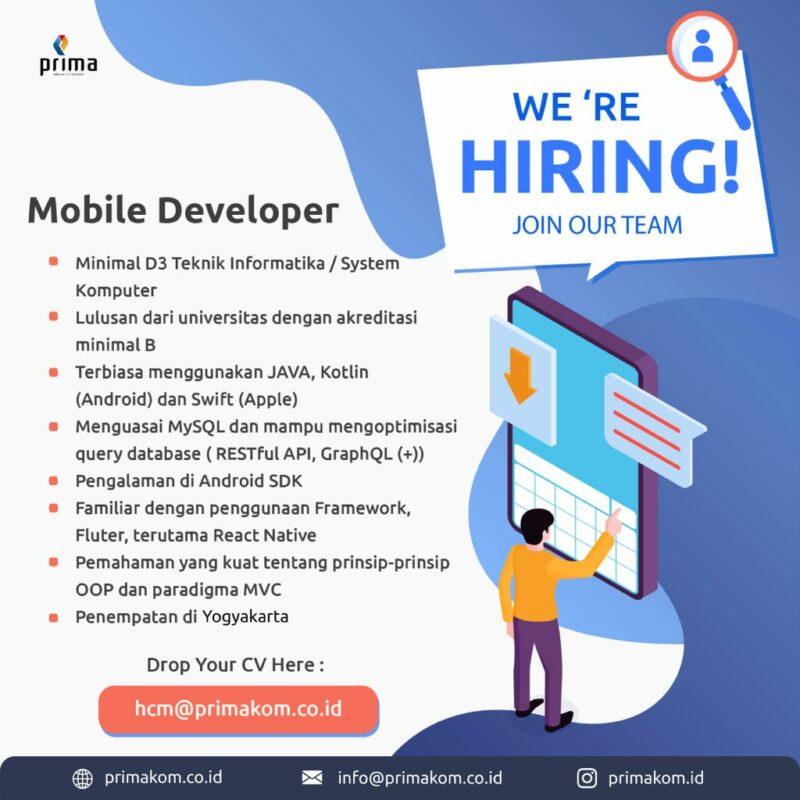 prima
WE 'RE
HIRING!
JOIN OUR TEAM
Mobile Developer
Minimal D3 Teknik Informatika / System
Komputer
Lulusan dari universitas dengan akreditasi
minimal B
Terbiasa menggunakan JAVA, Kotlin
(Android) dan Swift (Apple)
Menguasai MySQL dan mampu mengoptimisasi
query database ( RESTful API, GraphQL (+))
Pengalaman di Android SDK
Familiar dengan penggunaan Framework,
Fluter, terutama React Native
Pemahaman yang kuat tentang prinsip-prinsip
OOP dan paradigma MVC
Penempatan di Yogyakarta
Drop Your CV Here :
hcm@primakom.co.id
primakom.co.id
info@primakom.co.id
primakom.id